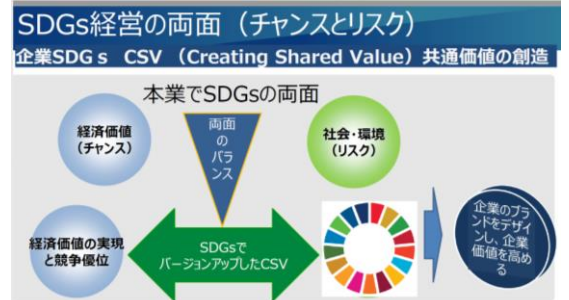 SDGs経営の両面（チャンスとリスク）
企業SDGｓ　CSV （Creating Shared Value）共通価値の創造
本業でSDGsの両面
経済価値
（チャンス）
両面
の
バラ
ンス
社会・環境
（リスク）
経済価値の実現
と競争優位
SDGsで
バージョンアップしたCSV
企業のブラ
ンドをデザイ
ンし、企業
価値を高め
る